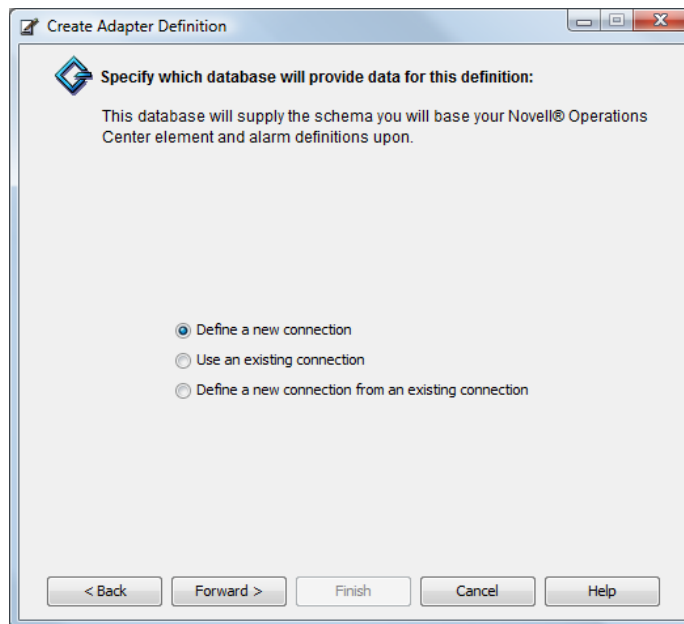 Create Adapter Definition
Specify which database will provide data for this definition:
This database will supply the schema you will base your Novell® Operations
Center element and alarm definitions upon.
Define a new connection
Use an existing connection
Define a new connection from an existing connection
< Back Forward > Finish Cancel Help